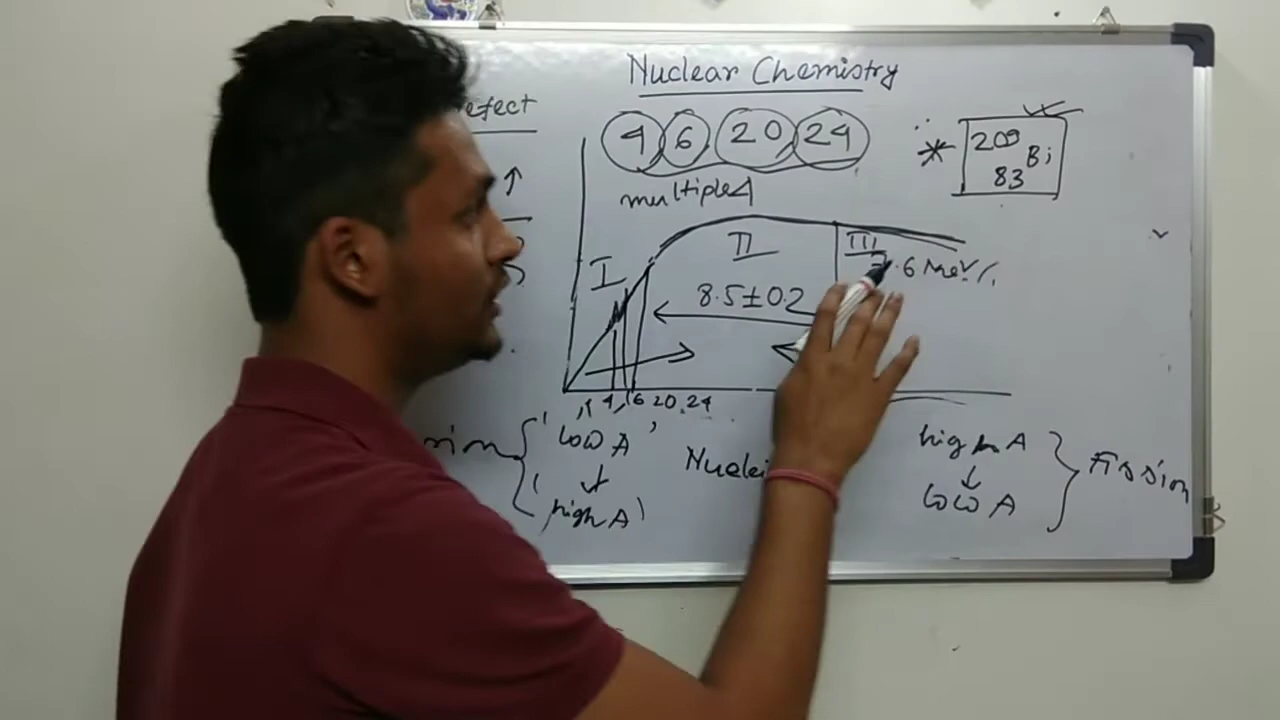 Nuclear Chemistry
efect
4 6 20 24
multiple 4
* 209
83 Bi
↑
I
II
III
.6 MeV
8.5±0.2
4, 16 20, 24
low A
↓
high A
Nuclei
high A
↓
low A
Fission